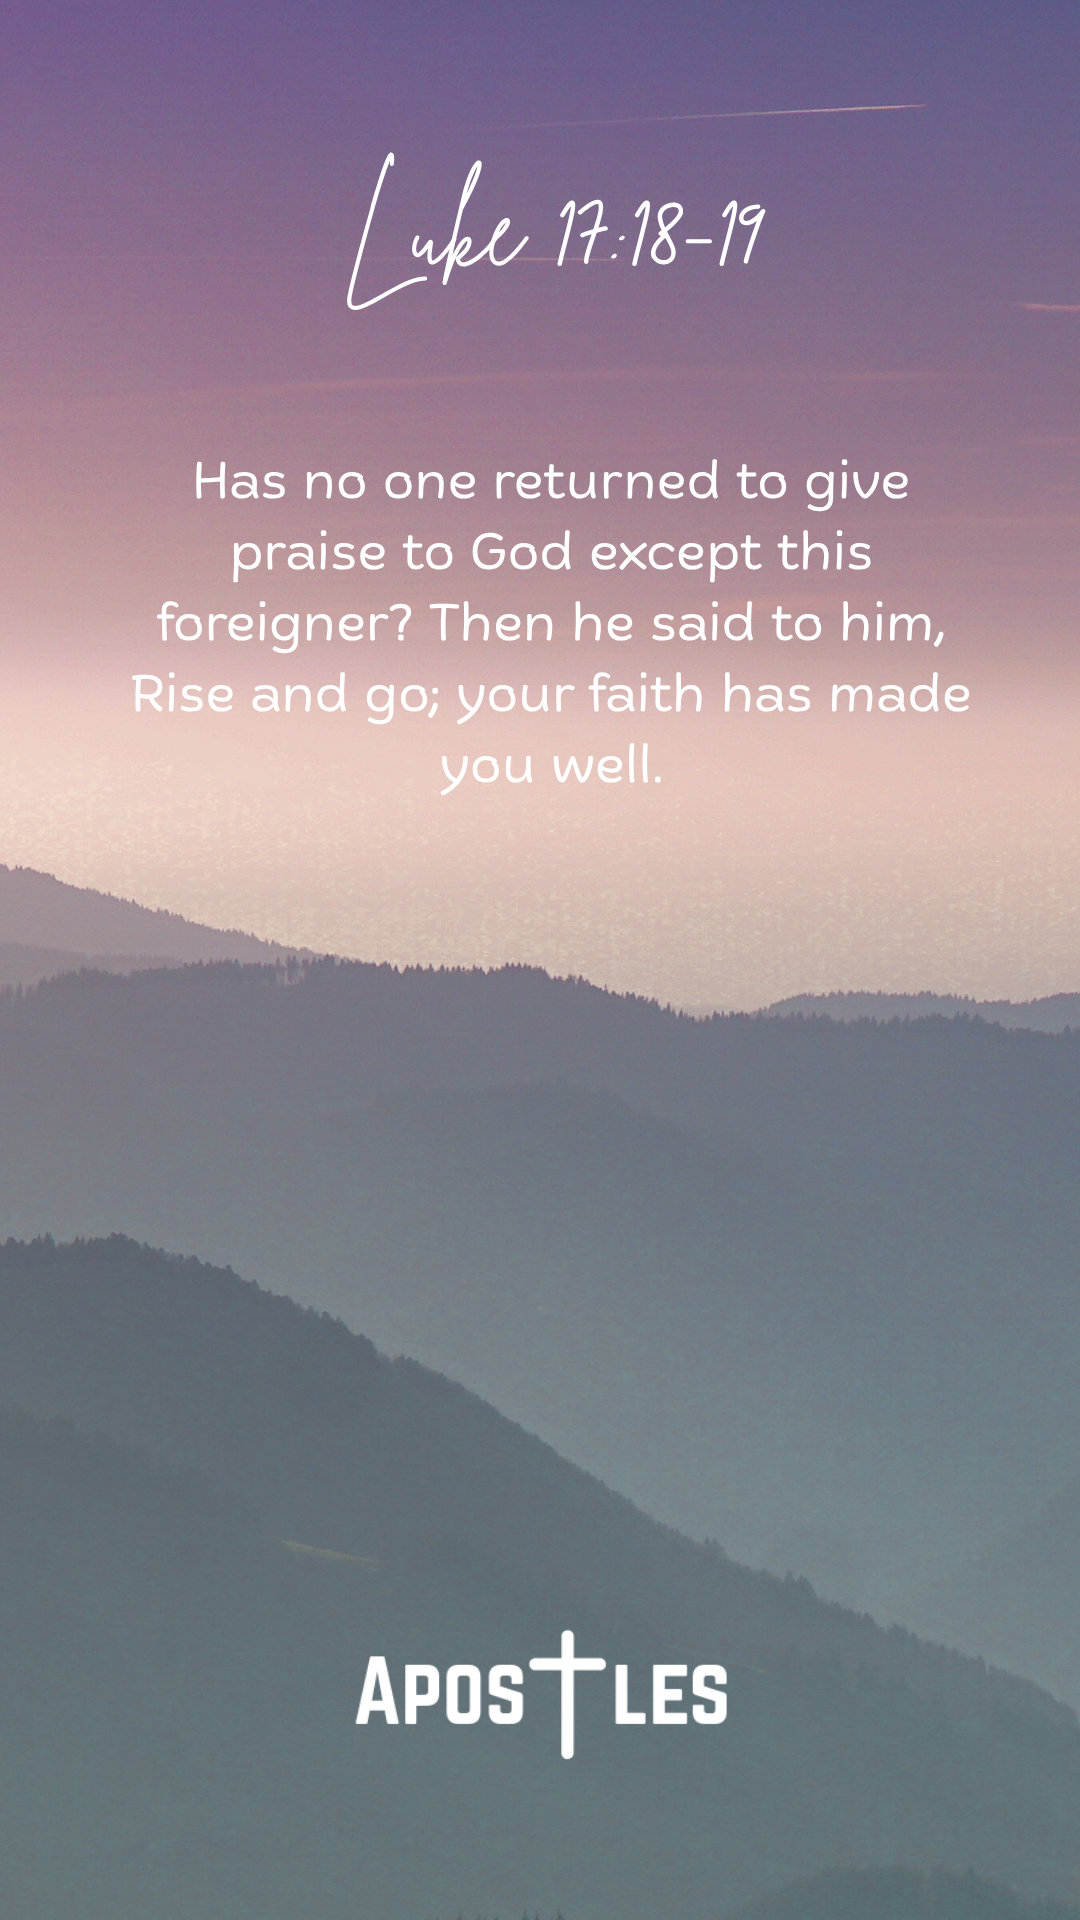 Luke 17:18-19
Has no one returned to give
praise to God except this
foreigner? Then he said to him,
Rise and go; your faith has made
you well.
APOSTLES